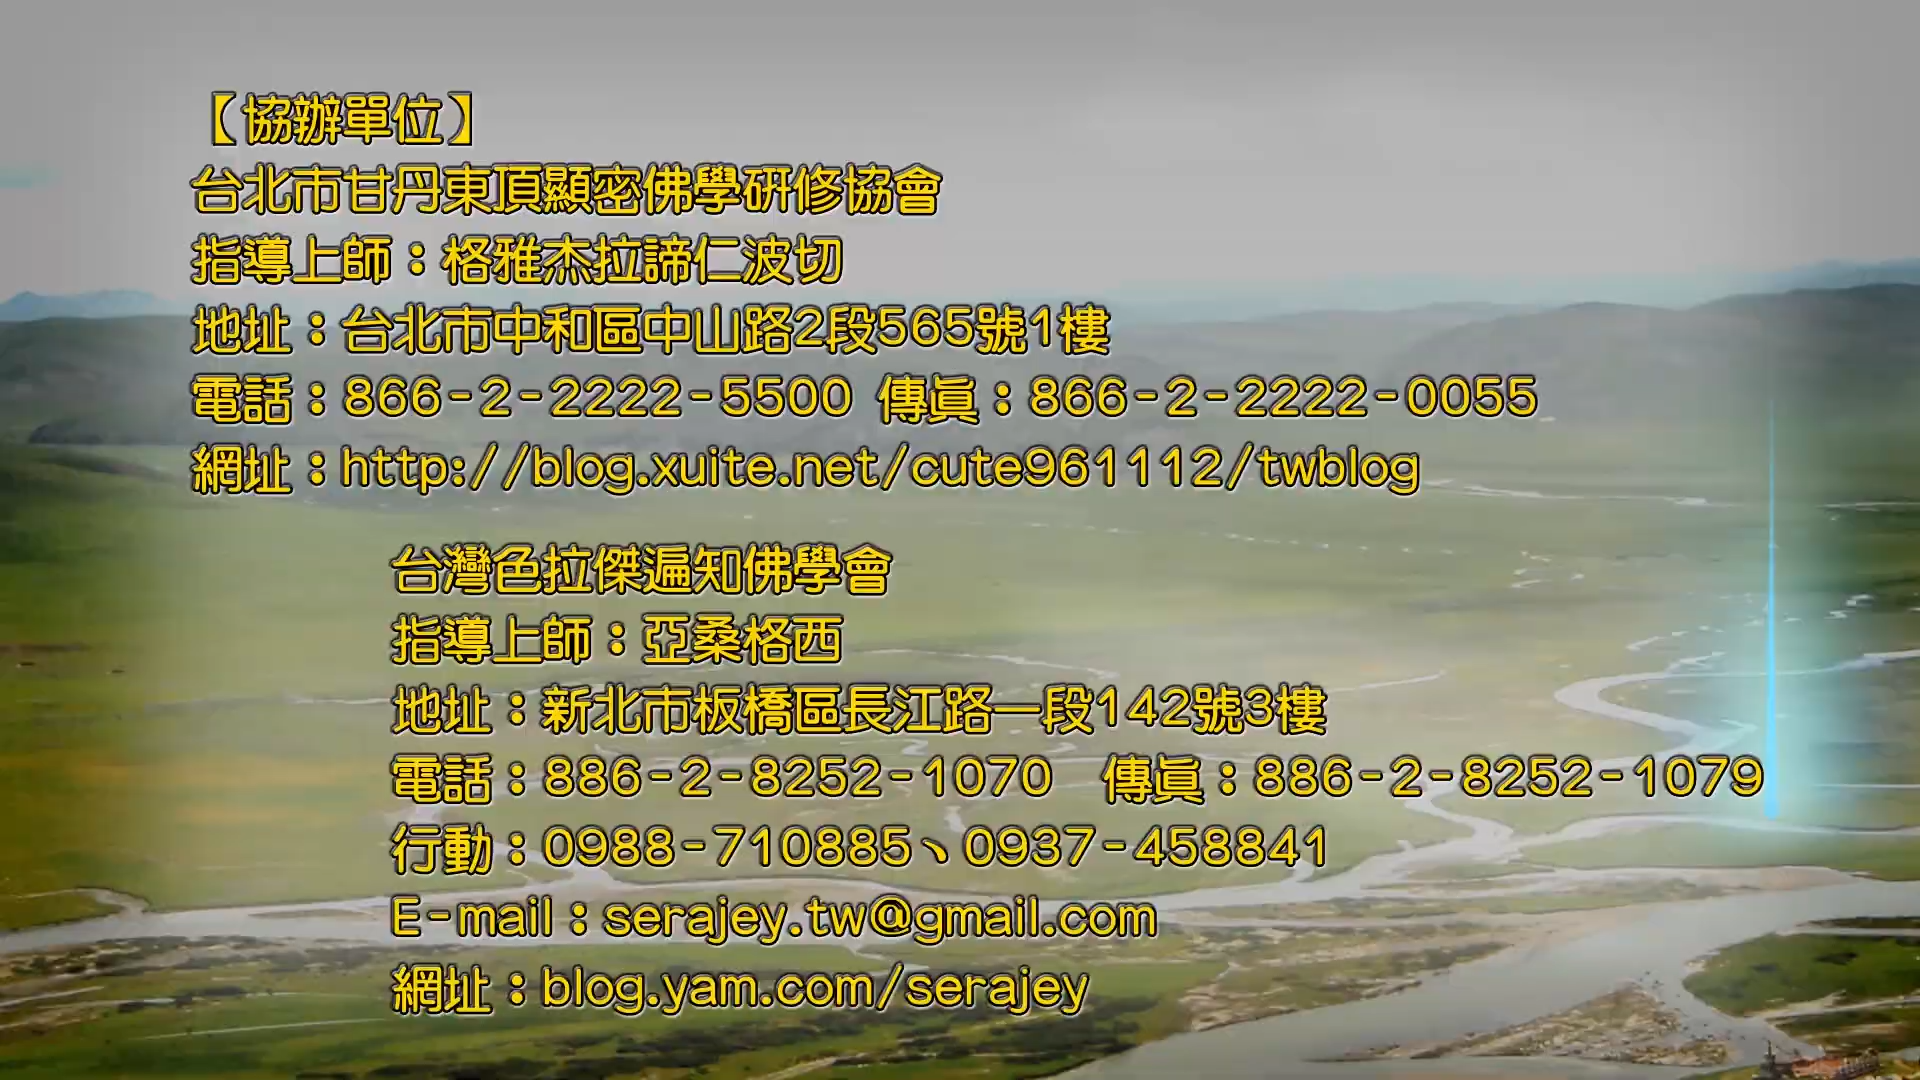 【協辦單位】
台北市甘丹東頂顯密佛學研修協會
指導上師：格雅杰拉諦仁波切
地址：台北市中和區中山路2段565號1樓
電話：866-2-2222-5500 傳真：866-2-2222-0055
網址：http://blog.xuite.net/cute961112/twblog
台灣色拉傑遍知佛學會
指導上師：亞桑格西
地址：新北市板橋區長江路一段142號3樓
電話：886-2-8252-1070 傳真：886-2-8252-1079
行動：0988-710885、0937-458841
E-mail：serajey.tw@gmail.com
網址：blog.yam.com/serajey